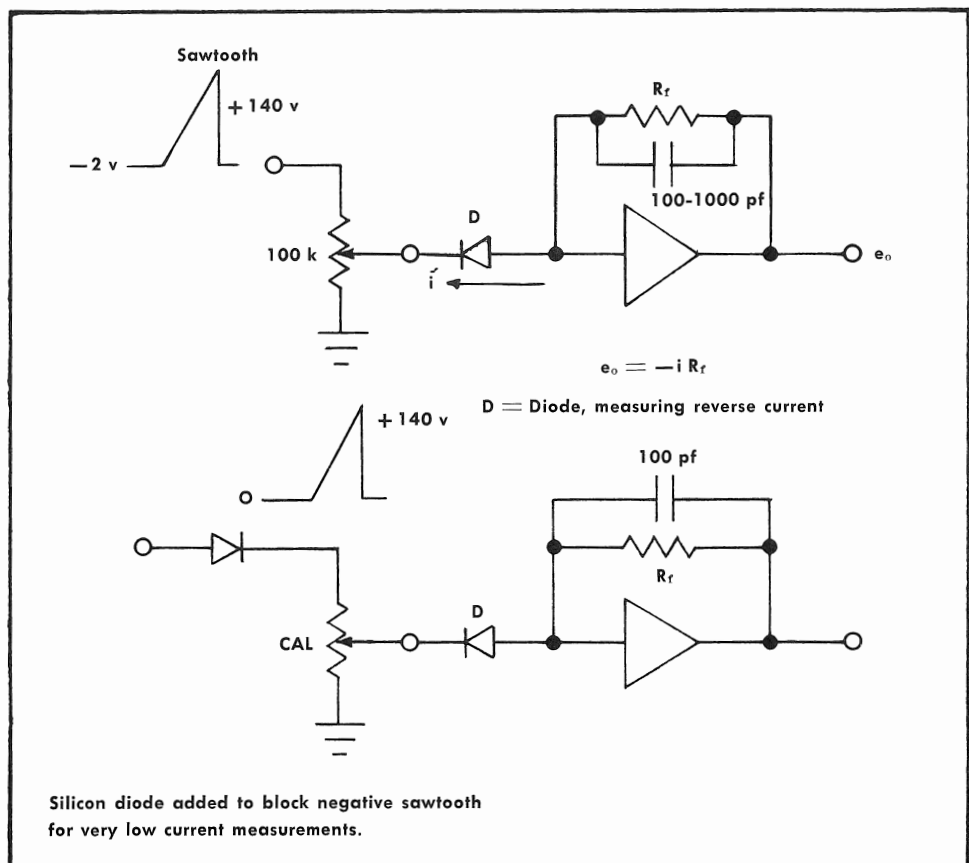 Sawtooth
+ 140 v
— 2 v
Rf
100-1000 pf
D
100 k
i
eo
eo = —i Rf
D = Diode, measuring reverse current
+ 140 v
o
100 pf
Rf
D
CAL
Silicon diode added to block negative sawtooth
for very low current measurements.